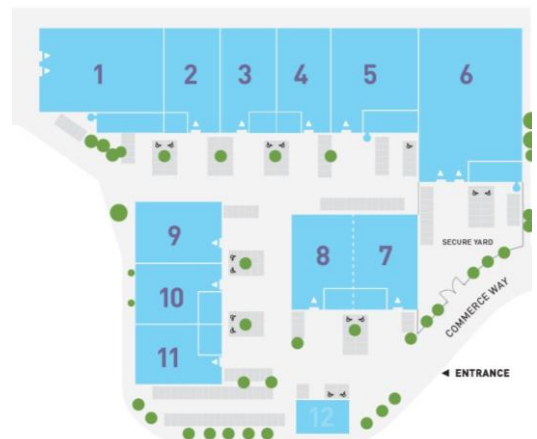 1 2 3 4 5 6
9 8 7
SECURE YARD
10
COMMERCE WAY
11
ENTRANCE
12